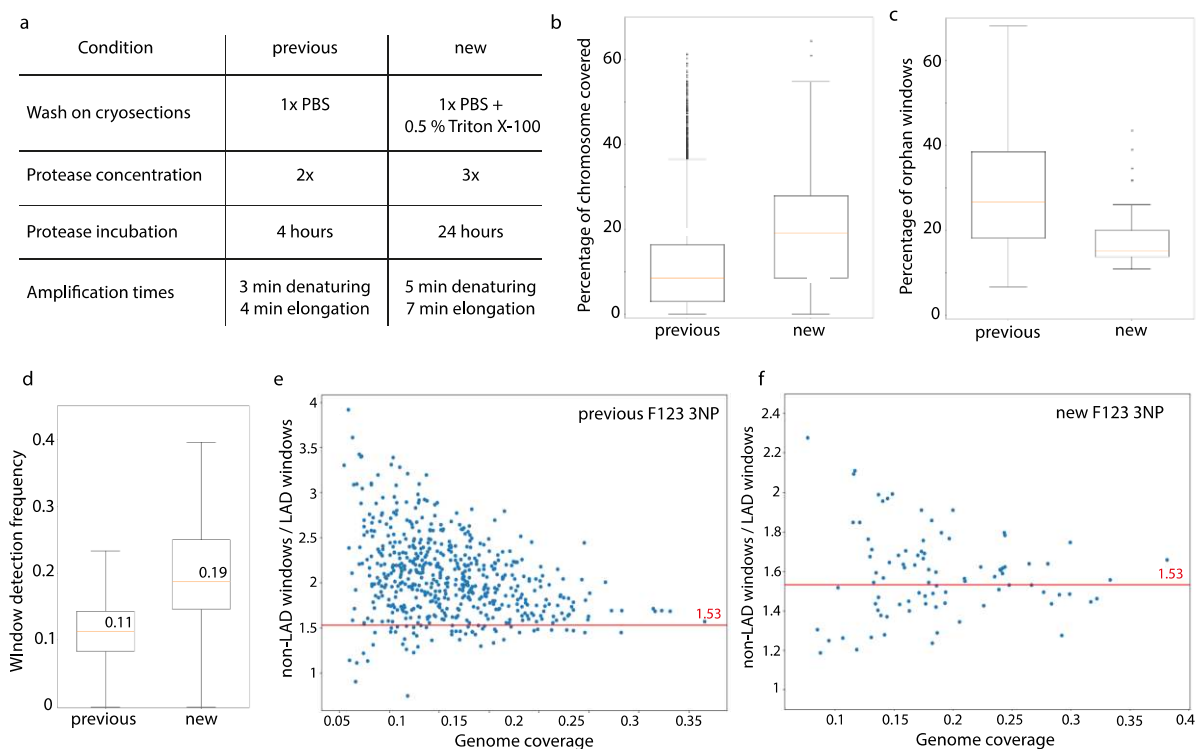 a
Condition previous new
Wash on cryosections 1x PBS 1x PBS +
0.5 % Triton X-100
Protease concentration 2x 3x
Protease incubation 4 hours 24 hours
Amplification times 3 min denaturing 5 min denaturing
4 min elongation 7 min elongation
b
Percentage of chromosome covered
60
40
20
0
previous new
c
Percentage of orphan windows
60
40
20
0
previous new
d
WIndow detection frequency
0.4
0.3
0.2
0.1
0
0.11
0.19
previous new
e
non-LAD windows / LAD windows
4
3.5
3
2.5
2
1.5
1
previous F123 3NP
1.53
0.05 0.1 0.15 0.2 0.25 0.3 0.35
Genome coverage
f
non-LAD windows / LAD windows
2.4
2.2
2
1.8
1.6
1.4
1.2
1
new F123 3NP
1.53
0.1 0.15 0.2 0.25 0.3 0.35 0.4
Genome coverage